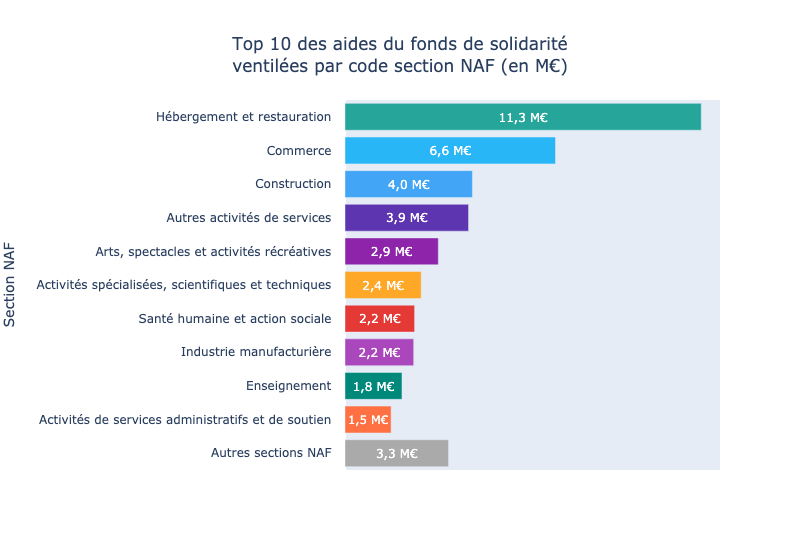 Top 10 des aides du fonds de solidarité
ventilées par code section NAF (en M€)
Section NAF
Hébergement et restauration 11,3 M€
Commerce 6,6 M€
Construction 4,0 M€
Autres activités de services 3,9 M€
Arts, spectacles et activités récréatives 2,9 M€
Activités spécialisées, scientifiques et techniques 2,4 M€
Santé humaine et action sociale 2,2 M€
Industrie manufacturière 2,2 M€
Enseignement 1,8 M€
Activités de services administratifs et de soutien 1,5 M€
Autres sections NAF 3,3 M€